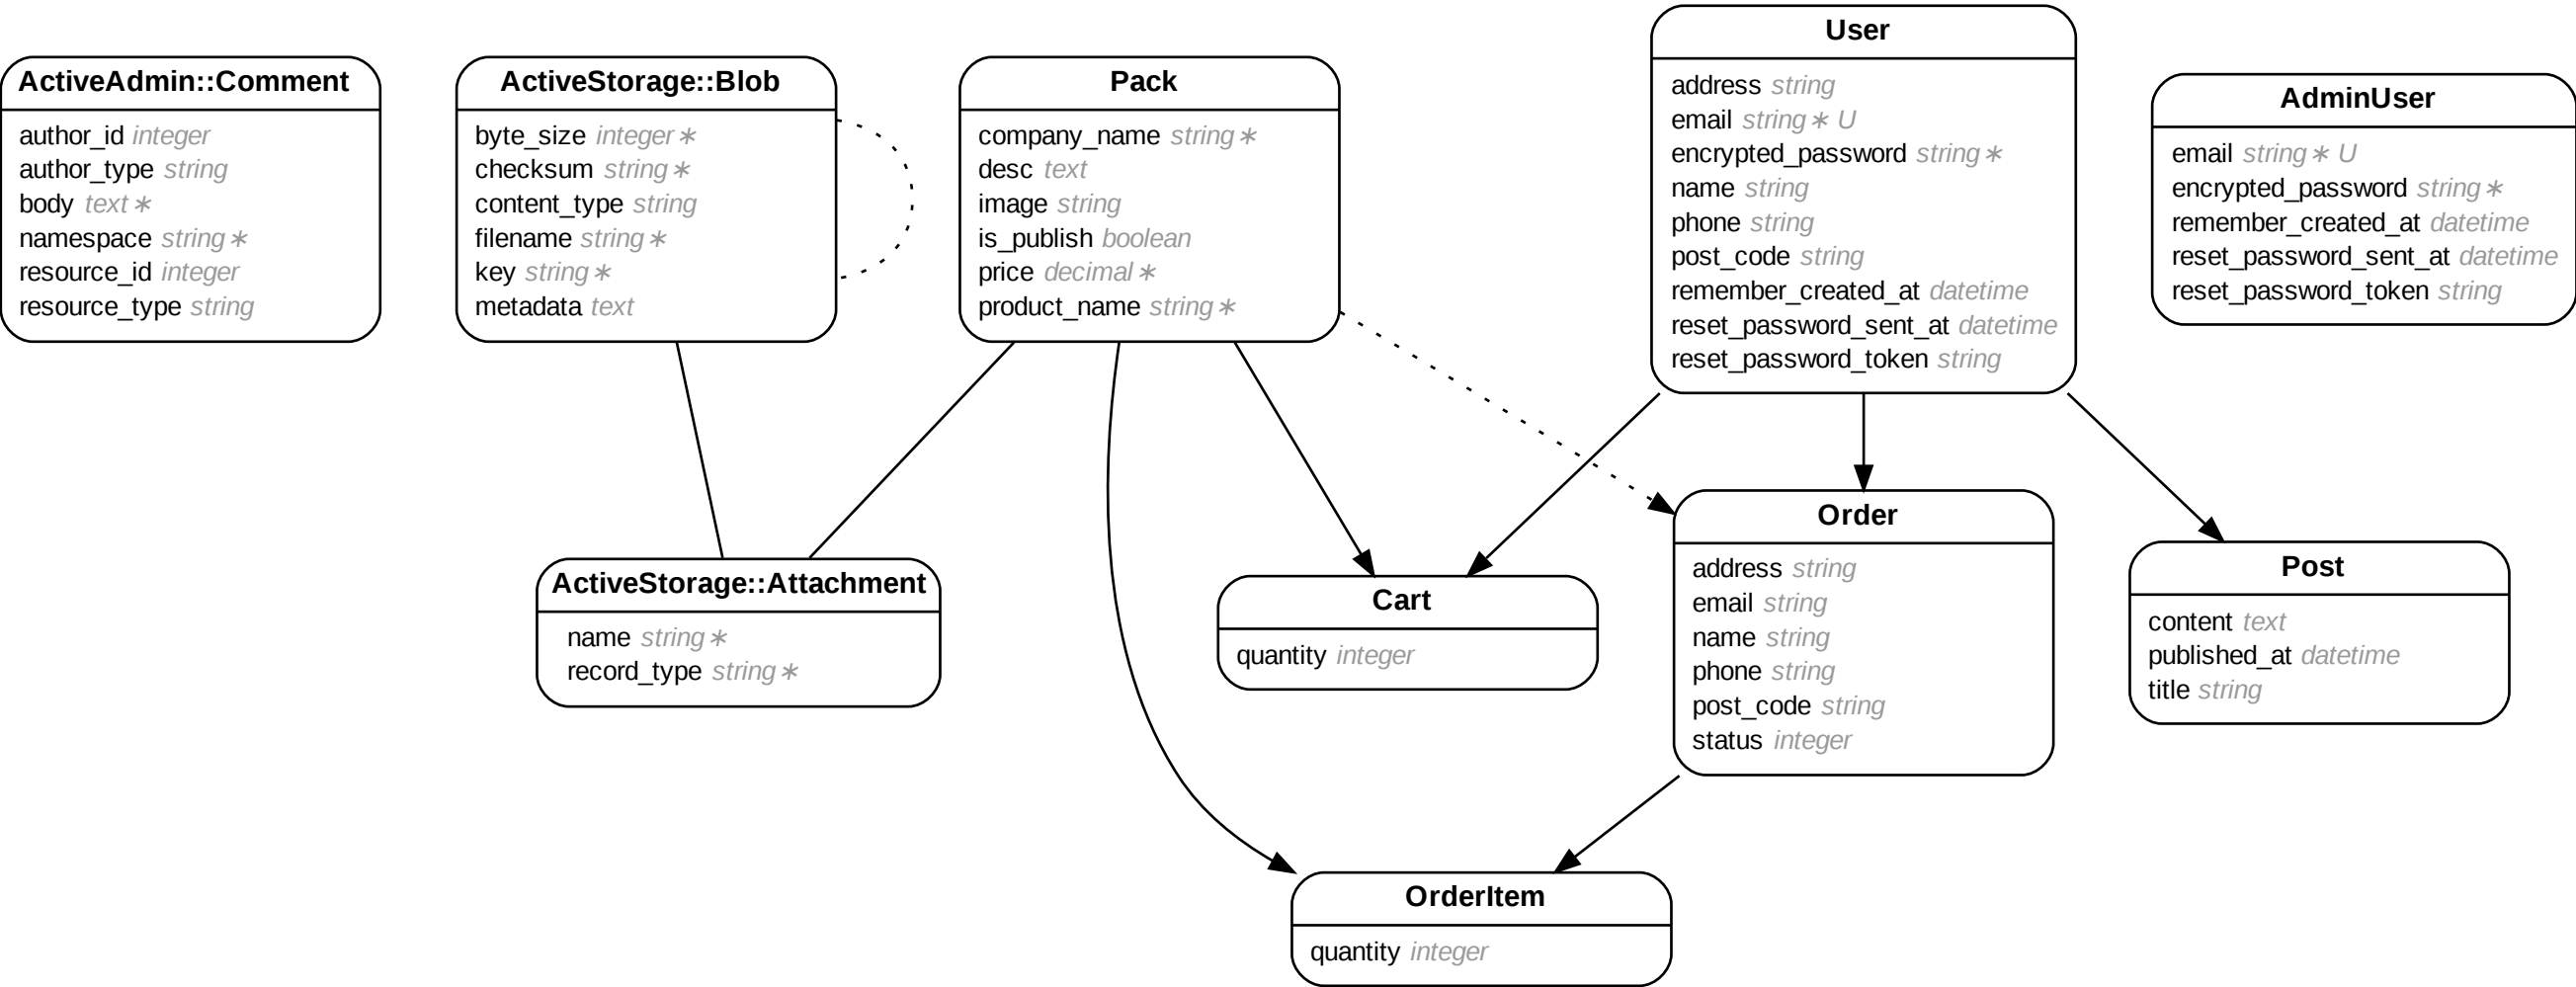 ActiveAdmin::Comment
author_id integer
author_type string
body text ∗
namespace string ∗
resource_id integer
resource_type string
ActiveStorage::Blob
byte_size integer ∗
checksum string ∗
content_type string
filename string ∗
key string ∗
metadata text
Pack
company_name string ∗
desc text
image string
is_publish boolean
price decimal ∗
product_name string ∗
User
address string
email string ∗ U
encrypted_password string ∗
name string
phone string
post_code string
remember_created_at datetime
reset_password_sent_at datetime
reset_password_token string
AdminUser
email string ∗ U
encrypted_password string ∗
remember_created_at datetime
reset_password_sent_at datetime
reset_password_token string
ActiveStorage::Attachment
name string ∗
record_type string ∗
Cart
quantity integer
Order
address string
email string
name string
phone string
post_code string
status integer
Post
content text
published_at datetime
title string
OrderItem
quantity integer